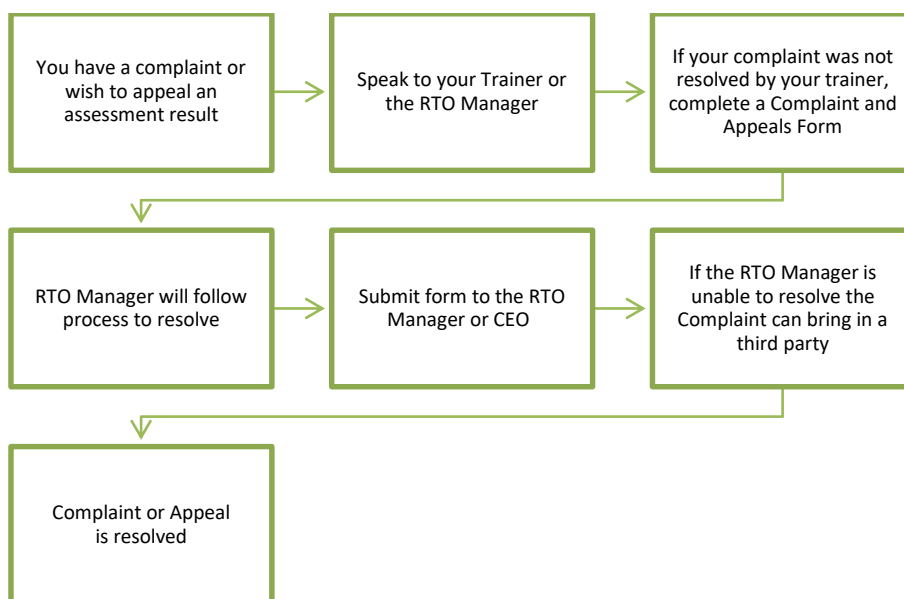 You have a complaint or
wish to appeal an
assessment result
Speak to your Trainer or
the RTO Manager
If your complaint was not
resolved by your trainer,
complete a Complaint and
Appeals Form
RTO Manager will follow
process to resolve
Submit form to the RTO
Manager or CEO
If the RTO Manager is
unable to resolve the
Complaint can bring in a
third party
Complaint or Appeal
is resolved